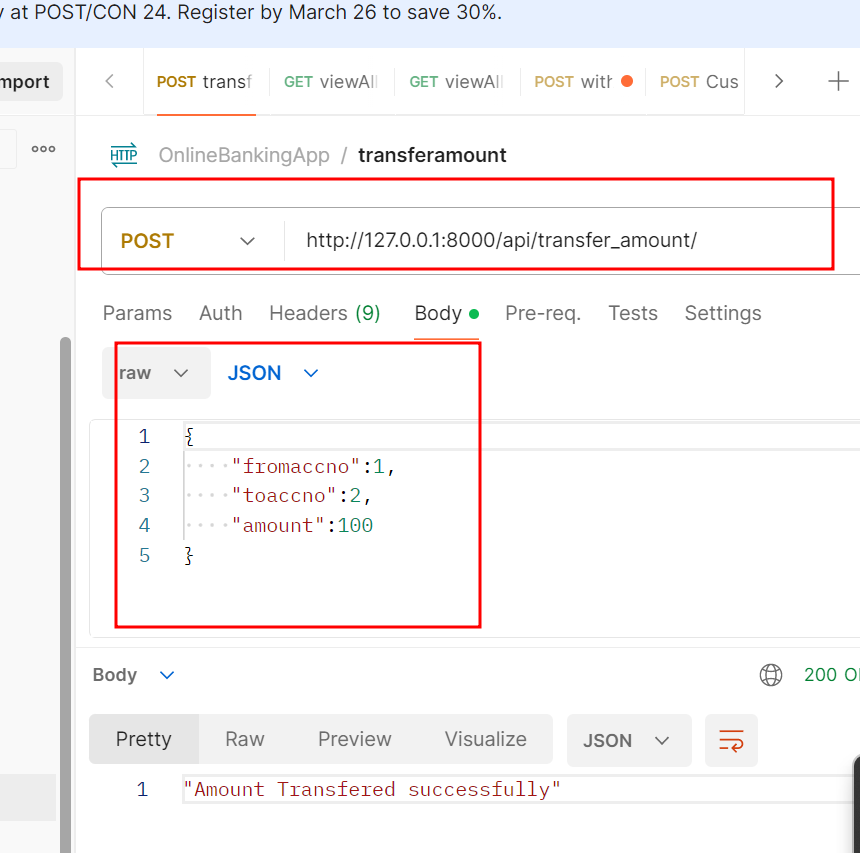 at POST/CON 24. Register by March 26 to save 30%.
mport
POST transf GET viewAll GET viewAll POST with POST Cus
HTTP OnlineBankingApp / transferamount
POST http://127.0.0.1:8000/api/transfer_amount/
Params Auth Headers (9) Body Pre-req. Tests Settings
raw JSON
1 {
2 "fromaccno":1,
3 "toaccno":2,
4 "amount":100
5 }
Body 200 O
Pretty Raw Preview Visualize JSON
1 "Amount Transfered successfully"